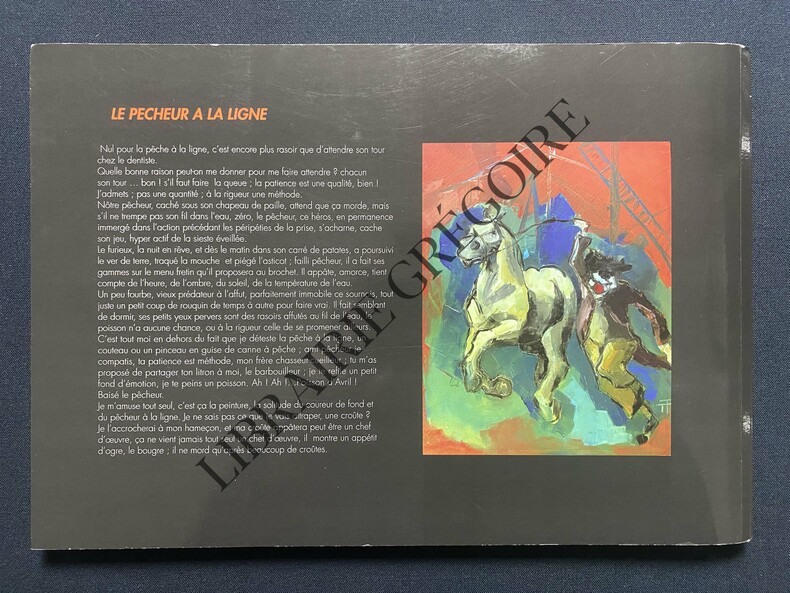 LE PECHEUR A LA LIGNE
Nul pour la pêche à la ligne, c'est encore plus rasoir que d'attendre son tour
chez le dentiste.
Quelle bonne raison peut-on me donner pour me faire attendre ? chacun
son tour ... bon ! s'il faut faire la queue ; la patience est une qualité, bien !
J'admets ; pas une quantité ; à la rigueur une méthode.
Nôtre pêcheur, caché sous son chapeau de paille, attend que ça morde, mais
s'il ne trempe pas son fil dans l'eau, zéro, le pêcheur, ce héros, en permanence
immergé dans l'action précédant les péripéties de la prise, s'acharne, cache
son jeu, hyper actif de la sieste éveillée.
Le furieux, la nuit en rêve, et dès le matin dans son carré de patates, a poursuivi
le ver de terre, traqué la mouche et piégé l'asticot ; failli pêcheur, il a fait ses
gammes sur le menu fretin qu'il proposera au brochet. Il appâte, amorce, tient
compte de l'heure, de l'ombre, du soleil, de la température de l'eau.
Un peu fourbe, vieux prédateur à l'affut, parfaitement immobile ce sournois, tout
juste un petit coup de rouquin de temps à autre pour faire vrai. Il fait semblant
de dormir, ses petits yeux pervers sont des rasoirs affutés au fil de l'eau, le
poisson n'a aucune chance, ou à la rigueur celle de se promener ailleurs.
C'est tout moi en dehors du fait que je déteste la pêche à la ligne, un
couteau ou un pinceau en guise de canne à pêche ; ami pêcheur je
compatis, ta patience est méthode, mon frère chasseur meilleur ; tu m'as
proposé de partager ton litron à moi, le barbouilleur ; je t'offre un petit
fond d'émotion, je te peins un poisson. Ah ! Ah ! poisson d'Avril !
Baisé le pêcheur.
Je m'amuse tout seul, c'est ça la peinture, la solitude du coureur de fond et
du pêcheur à la ligne. Je ne sais pas ce que je vais attraper, une croûte ?
Je l'accrocherai à mon hameçon, et ma croûte appâtera peut être un chef
d'œuvre, ça ne vient jamais tout seul un chef d'œuvre, il montre un appétit
d'ogre, le bougre ; il ne mord qu'après beaucoup de croûtes.
LIBRAIRIE GRÉGOIRE